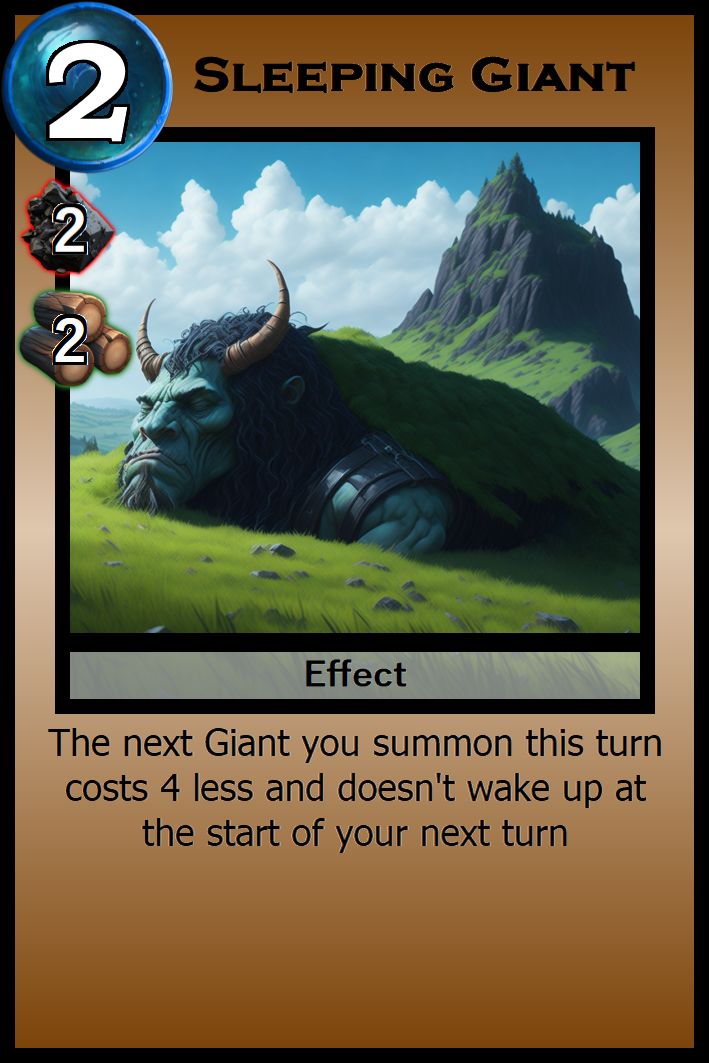 2
Sleeping Giant
2
2
Effect
The next Giant you summon this turn
costs 4 less and doesn't wake up at
the start of your next turn